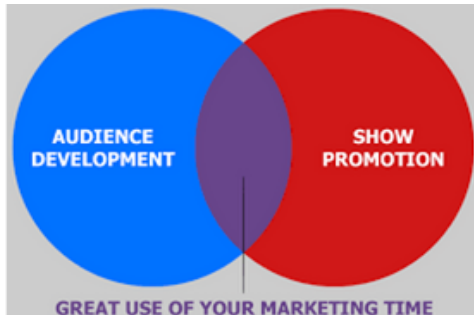 AUDIENCE
DEVELOPMENT
SHOW
PROMOTION
GREAT USE OF YOUR MARKETING TIME